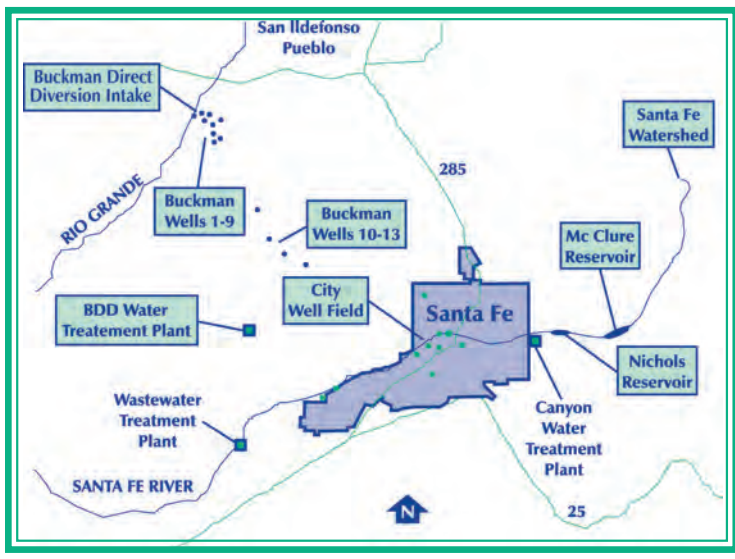 San Ildefonso
Pueblo
Buckman Direct
Diversion Intake
Santa Fe
Watershed
285
RIO GRANDE
Buckman
Wells 1-9
Buckman
Wells 10-13
Mc Clure
Reservoir
City
Well Field
Santa Fe
BDD Water
Treatement Plant
Nichols
Reservoir
Wastewater
Treatment
Plant
Canyon
Water
Treatment
Plant
SANTA FE RIVER
N
25